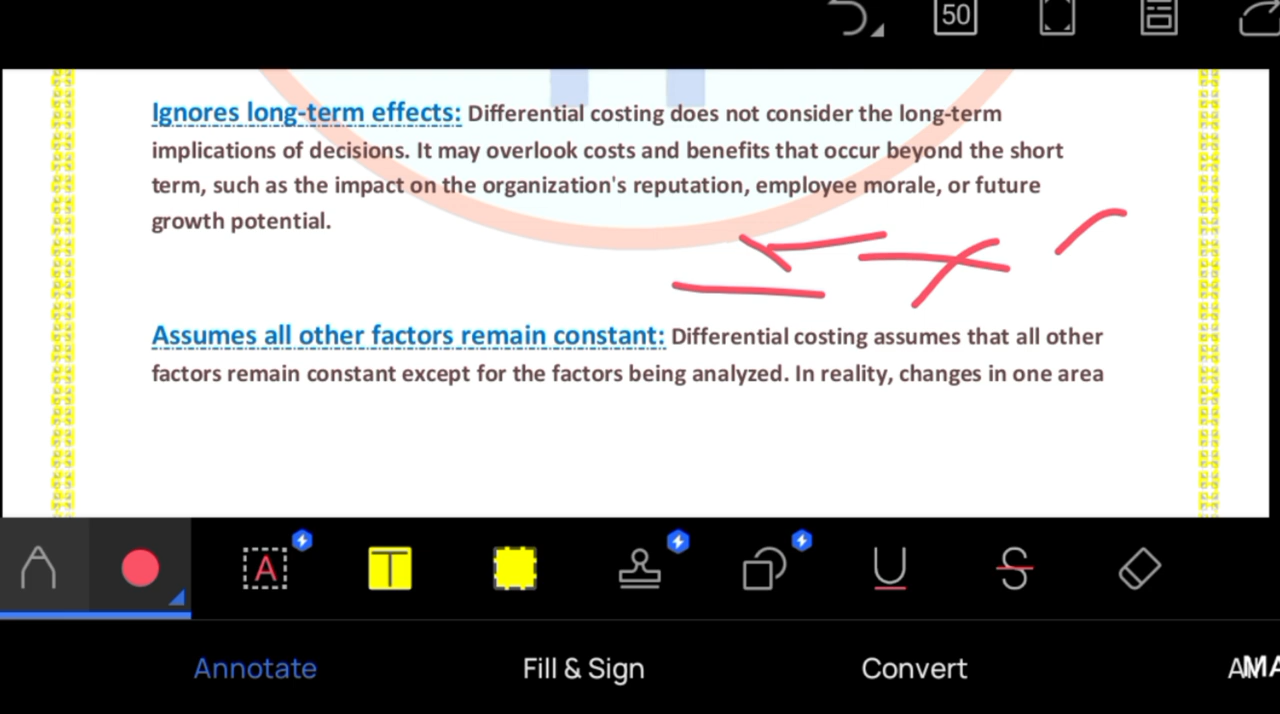 50
Ignores long-term effects: Differential costing does not consider the long-term
implications of decisions. It may overlook costs and benefits that occur beyond the short
term, such as the impact on the organization's reputation, employee morale, or future
growth potential.
Assumes all other factors remain constant: Differential costing assumes that all other
factors remain constant except for the factors being analyzed. In reality, changes in one area
A T U S
Annotate Fill & Sign Convert